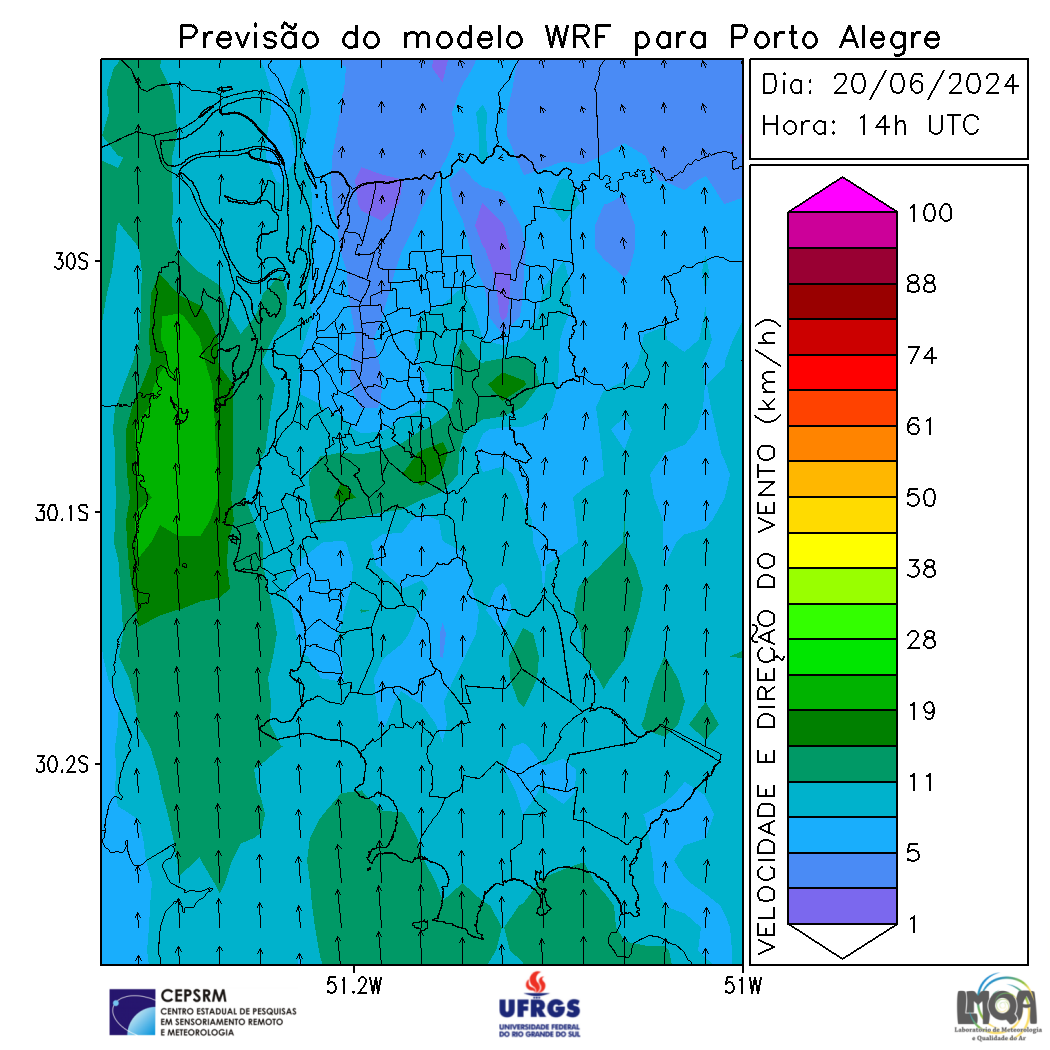 Previsão do modelo WRF para Porto Alegre
Dia: 20/06/2024
Hora: 14h UTC
30S
30.1S
30.2S
51.2W
51W
VELOCIDADE E DIREÇÃO DO VENTO (km/h)
100
88
74
61
50
38
28
19
11
5
1
CEPSRM
CENTRO ESTADUAL DE PESQUISAS
EM SENSORIAMENTO REMOTO
E METEOROLOGIA
UFRGS
UNIVERSIDADE FEDERAL
DO RIO GRANDE DO SUL
LMQA
Laboratório de Meteorologia
e Qualidade do Ar